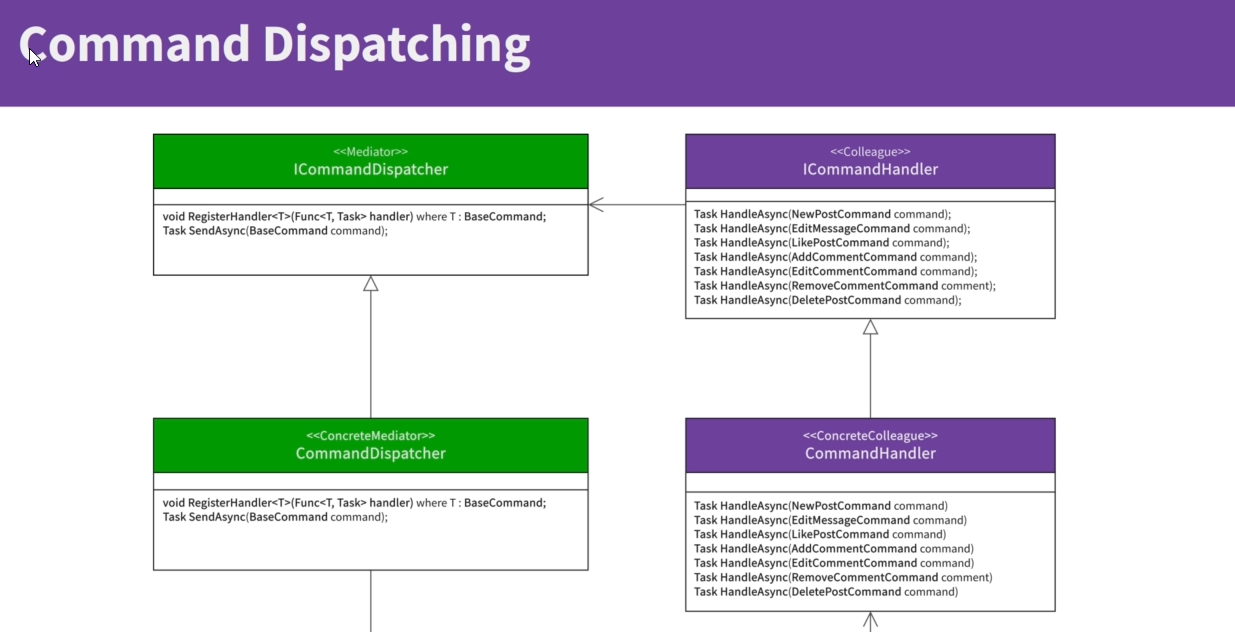 Command Dispatching
<<Mediator>>
ICommandDispatcher
void RegisterHandler<T>(Func<T, Task> handler) where T : BaseCommand;
Task SendAsync(BaseCommand command);
<<Colleague>>
ICommandHandler
Task HandleAsync(NewPostCommand command);
Task HandleAsync(EditMessageCommand command);
Task HandleAsync(LikePostCommand command);
Task HandleAsync(AddCommentCommand command);
Task HandleAsync(EditCommentCommand command);
Task HandleAsync(RemoveCommentCommand comment);
Task HandleAsync(DeletePostCommand command);
<<ConcreteMediator>>
CommandDispatcher
void RegisterHandler<T>(Func<T, Task> handler) where T : BaseCommand;
Task SendAsync(BaseCommand command);
<<ConcreteColleague>>
CommandHandler
Task HandleAsync(NewPostCommand command)
Task HandleAsync(EditMessageCommand command)
Task HandleAsync(LikePostCommand command)
Task HandleAsync(AddCommentCommand command)
Task HandleAsync(EditCommentCommand command)
Task HandleAsync(RemoveCommentCommand comment)
Task HandleAsync(DeletePostCommand command)